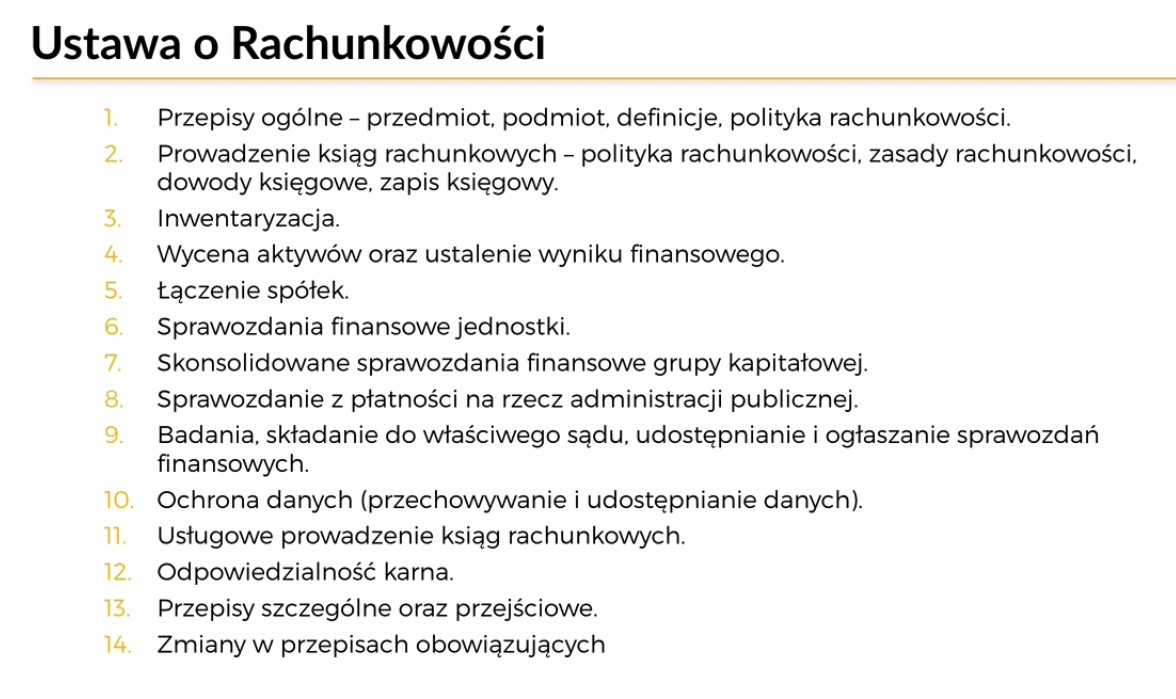 Ustawa o Rachunkowości
1. Przepisy ogólne – przedmiot, podmiot, definicje, polityka rachunkowości.
2. Prowadzenie ksiąg rachunkowych – polityka rachunkowości, zasady rachunkowości,
dowody księgowe, zapis księgowy.
3. Inwentaryzacja.
4. Wycena aktywów oraz ustalenie wyniku finansowego.
5. Łączenie spółek.
6. Sprawozdania finansowe jednostki.
7. Skonsolidowane sprawozdania finansowe grupy kapitałowej.
8. Sprawozdanie z płatności na rzecz administracji publicznej.
9. Badania, składanie do właściwego sądu, udostępnianie i ogłaszanie sprawozdań
finansowych.
10. Ochrona danych (przechowywanie i udostępnianie danych).
11. Usługowe prowadzenie ksiąg rachunkowych.
12. Odpowiedzialność karna.
13. Przepisy szczególne oraz przejściowe.
14. Zmiany w przepisach obowiązujących